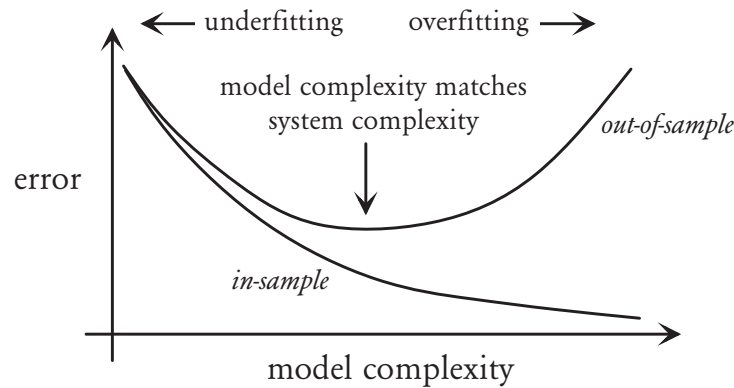 underfitting
overfitting
model complexity matches
system complexity
out-of-sample
error
in-sample
model complexity